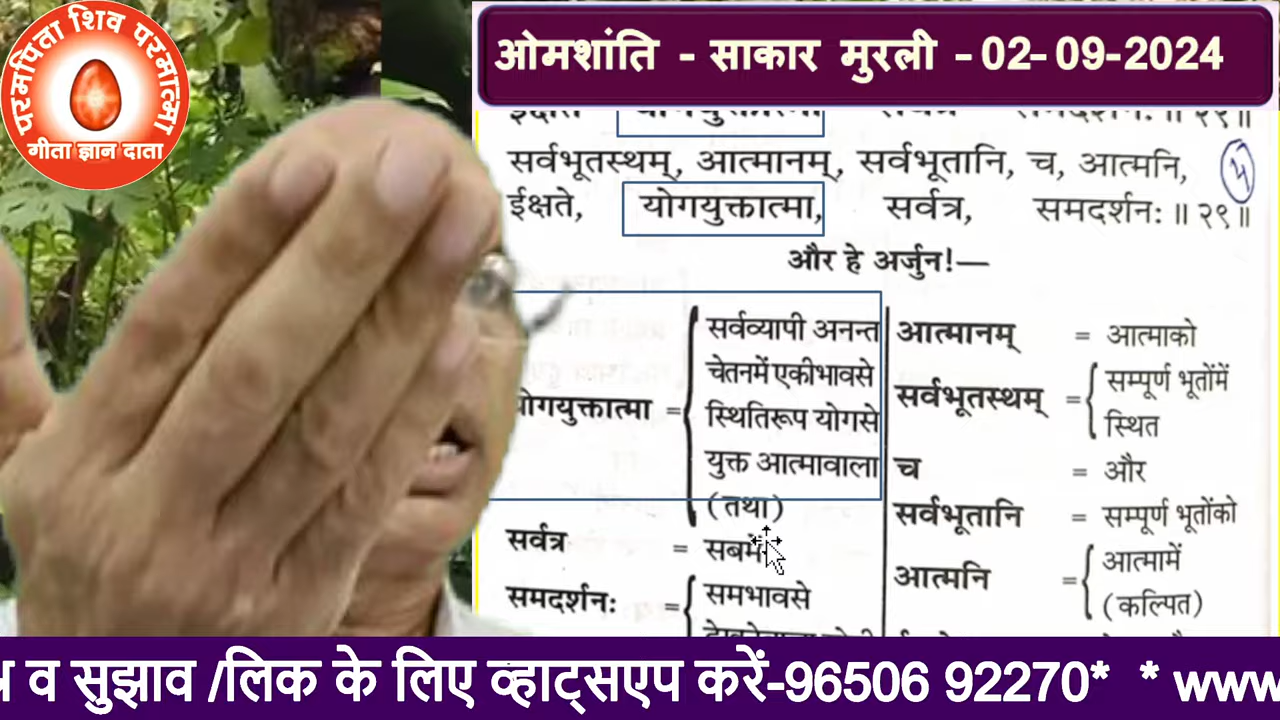 परमपिता शिव परमात्मा
गीता ज्ञान दाता
ओमशांति - साकार मुरली - 02- 09-2024
सर्वभूतस्थम्, आत्मानम्, सर्वभूतानि, च, आत्मनि,
ईक्षते, योगयुक्तात्मा, सर्वत्र, समदर्शनः ॥ २९॥
५
और हे अर्जुन!—
सर्वव्यापी अनन्त
चेतनमें एकीभावसे
योगयुक्तात्मा =
स्थितिरूप योगसे
युक्त आत्मावाला
(तथा)
सर्वत्र = सबमें
समदर्शनः = समभावसे
आत्मानम् = आत्माको
सर्वभूतस्थम् = सम्पूर्ण भूतोंमें
स्थित
च = और
सर्वभूतानि = सम्पूर्ण भूतोंको
आत्मनि = आत्मामें
(कल्पित)
व सुझाव /लिक के लिए व्हाट्सएप करें-96506 92270* * www